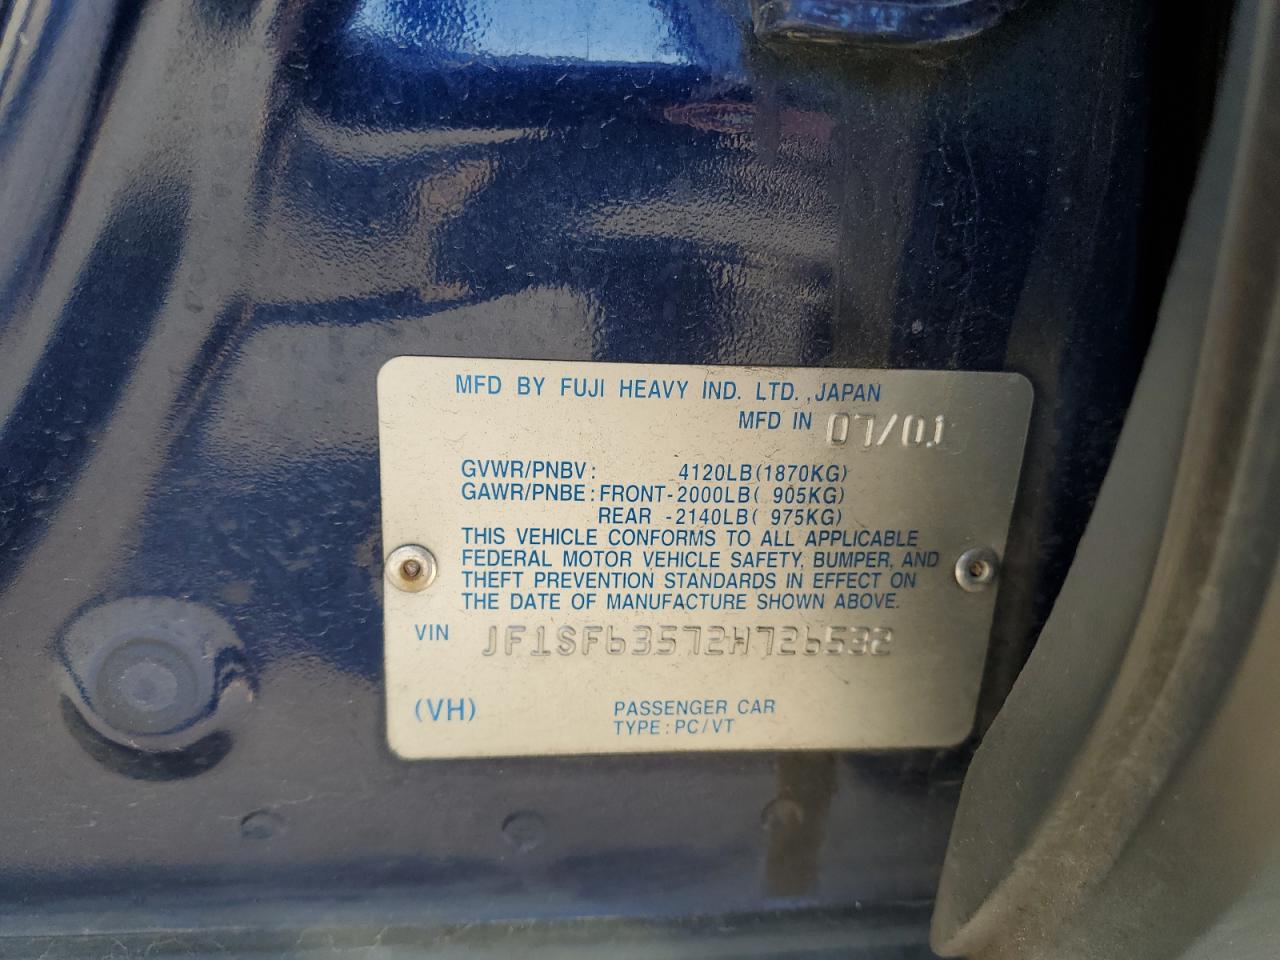 MFD BY FUJI HEAVY IND. LTD.,JAPAN
MFD IN 07/01
GVWR/PNBV: 4120LB(1870KG)
GAWR/PNBE:FRONT-2000LB( 905KG)
REAR -2140LB( 975KG)
THIS VEHICLE CONFORMS TO ALL APPLICABLE
FEDERAL MOTOR VEHICLE SAFETY, BUMPER, AND
THEFT PREVENTION STANDARDS IN EFFECT ON
THE DATE OF MANUFACTURE SHOWN ABOVE.
VIN JF1SF63572H726532
(VH) PASSENGER CAR
TYPE:PC/VT